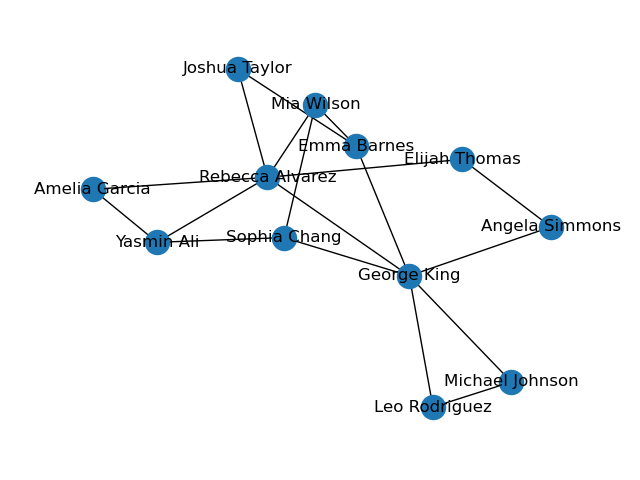 Joshua Taylor
Mia Wilson
Emma Barnes
Elijah Thomas
Rebecca Alvarez
Amelia Garcia
Angela Simmons
Sophia Chang
Yasmin Ali
George King
Michael Johnson
Leo Rodriguez